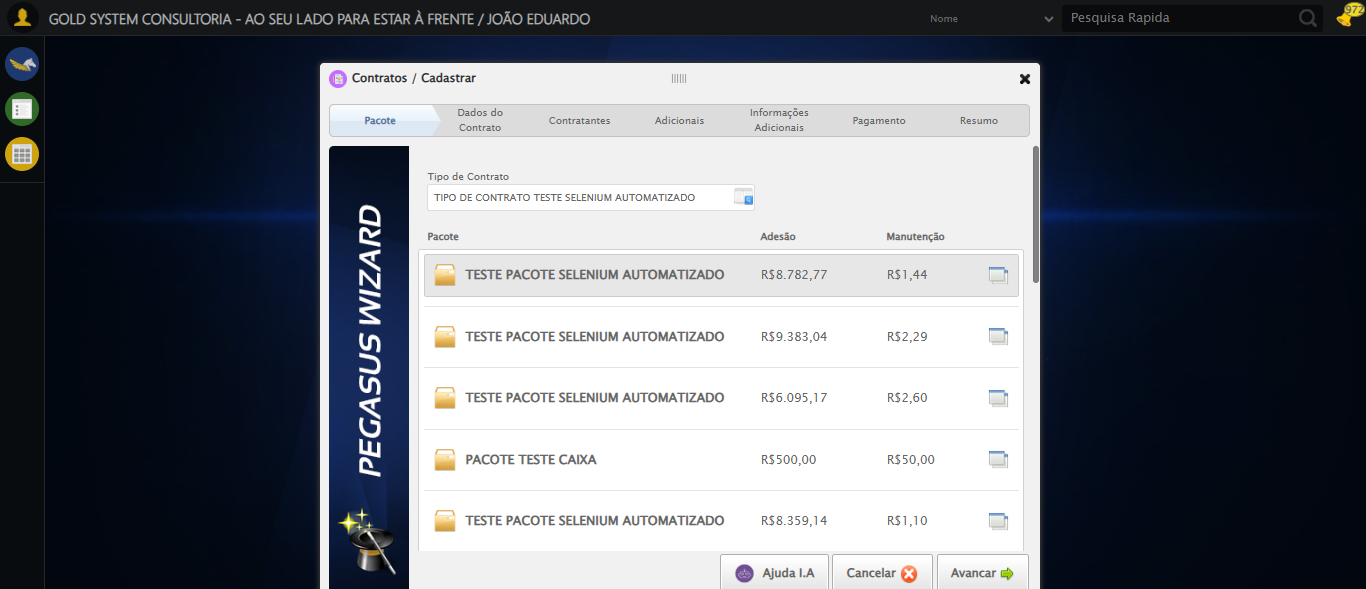 GOLD SYSTEM CONSULTORIA - AO SEU LADO PARA ESTAR À FRENTE / JOÃO EDUARDO
Nome
Pesquisa Rapida
972
Contratos / Cadastrar
Pacote
Dados do
Contrato
Contratantes
Adicionais
Informações
Adicionais
Pagamento
Resumo
PEGASUS WIZARD
Tipo de Contrato
TIPO DE CONTRATO TESTE SELENIUM AUTOMATIZADO
Pacote Adesão Manutenção
TESTE PACOTE SELENIUM AUTOMATIZADO R$8.782,77 R$1,44
TESTE PACOTE SELENIUM AUTOMATIZADO R$9.383,04 R$2,29
TESTE PACOTE SELENIUM AUTOMATIZADO R$6.095,17 R$2,60
PACOTE TESTE CAIXA R$500,00 R$50,00
TESTE PACOTE SELENIUM AUTOMATIZADO R$8.359,14 R$1,10
Ajuda I.A Cancelar Avancar